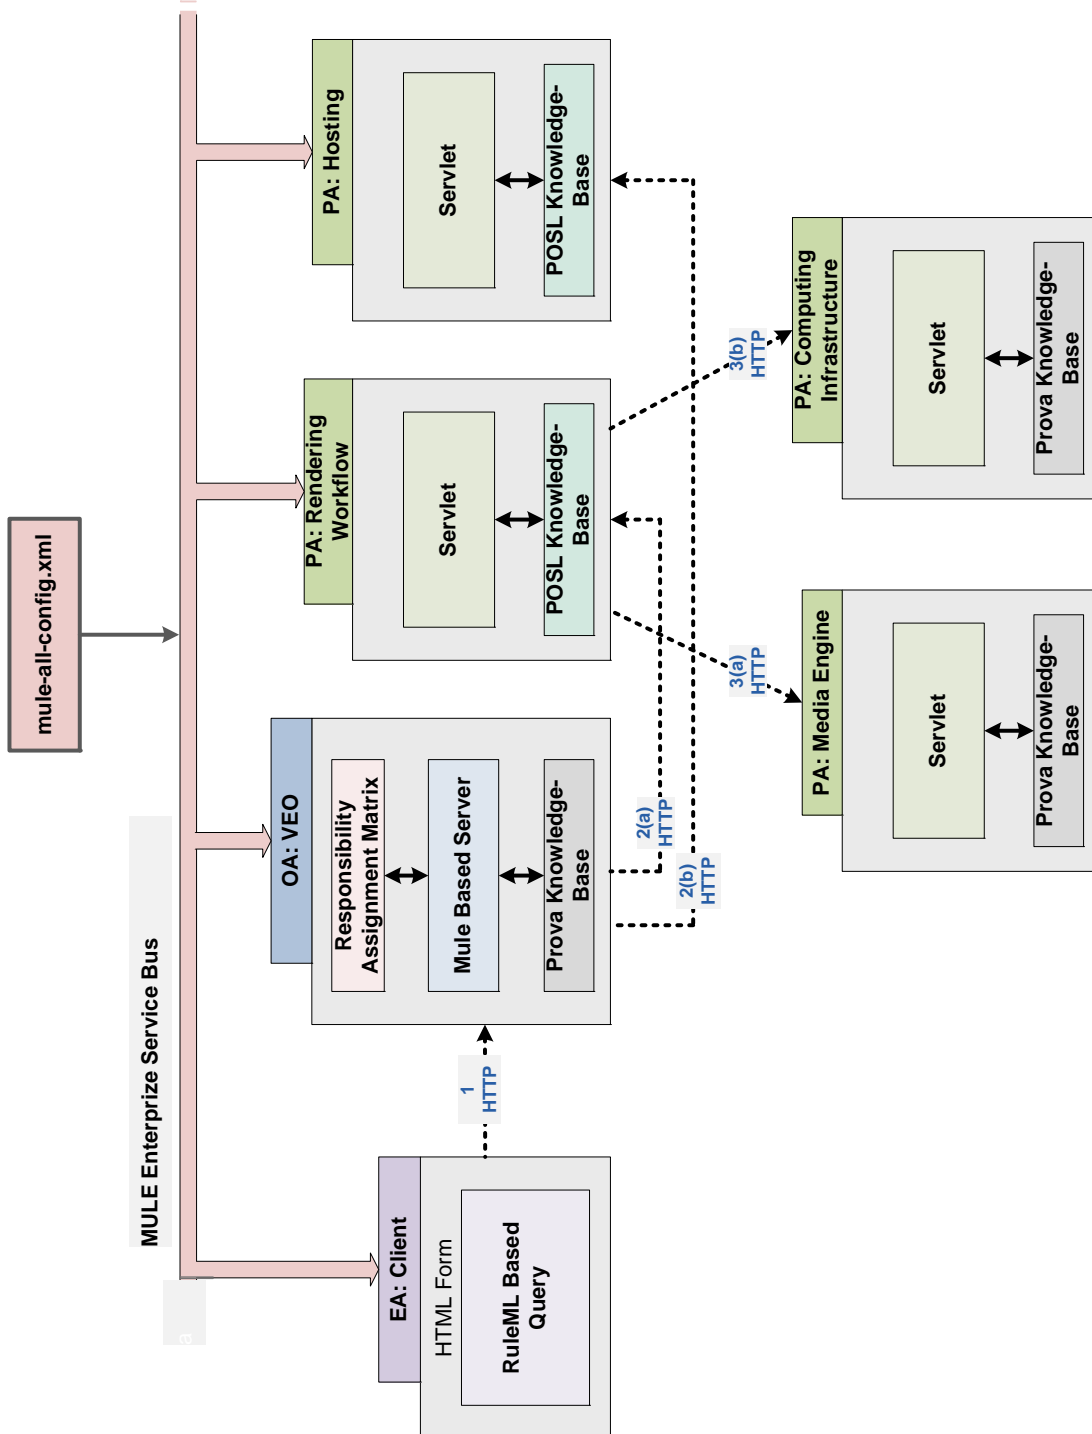 mule-all-config.xml
MULE Enterprize Service Bus
a
EA: Client
HTML Form
RuleML Based
Query
1
HTTP
OA: VEO
Responsibility
Assignment Matrix
Mule Based Server
Prova Knowledge-
Base
2(a)
HTTP
2(b)
HTTP
PA: Rendering
Workflow
Servlet
POSL Knowledge-
Base
PA: Hosting
Servlet
POSL Knowledge-
Base
3(a)
HTTP
3(b)
HTTP
PA: Media Engine
Servlet
Prova Knowledge-
Base
PA: Computing
Infrastructure
Servlet
Prova Knowledge-
Base